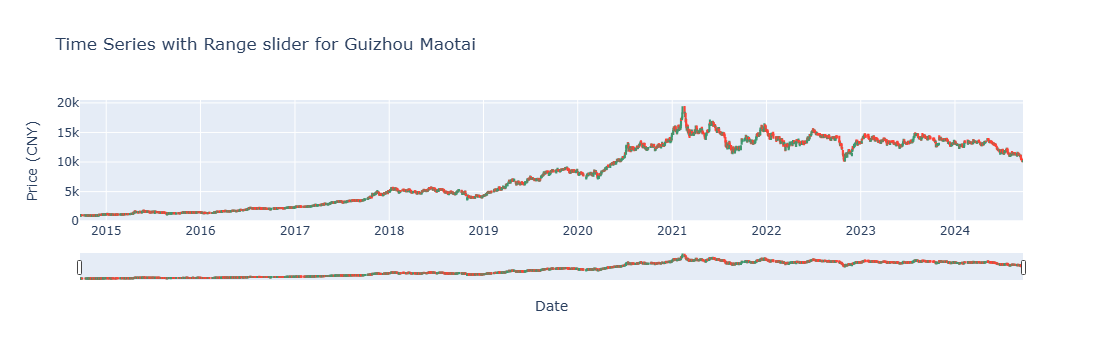 Time Series with Range slider for Guizhou Maotai
Price (CNY)
20k
15k
10k
5k
0
2015 2016 2017 2018 2019 2020 2021 2022 2023 2024
Date